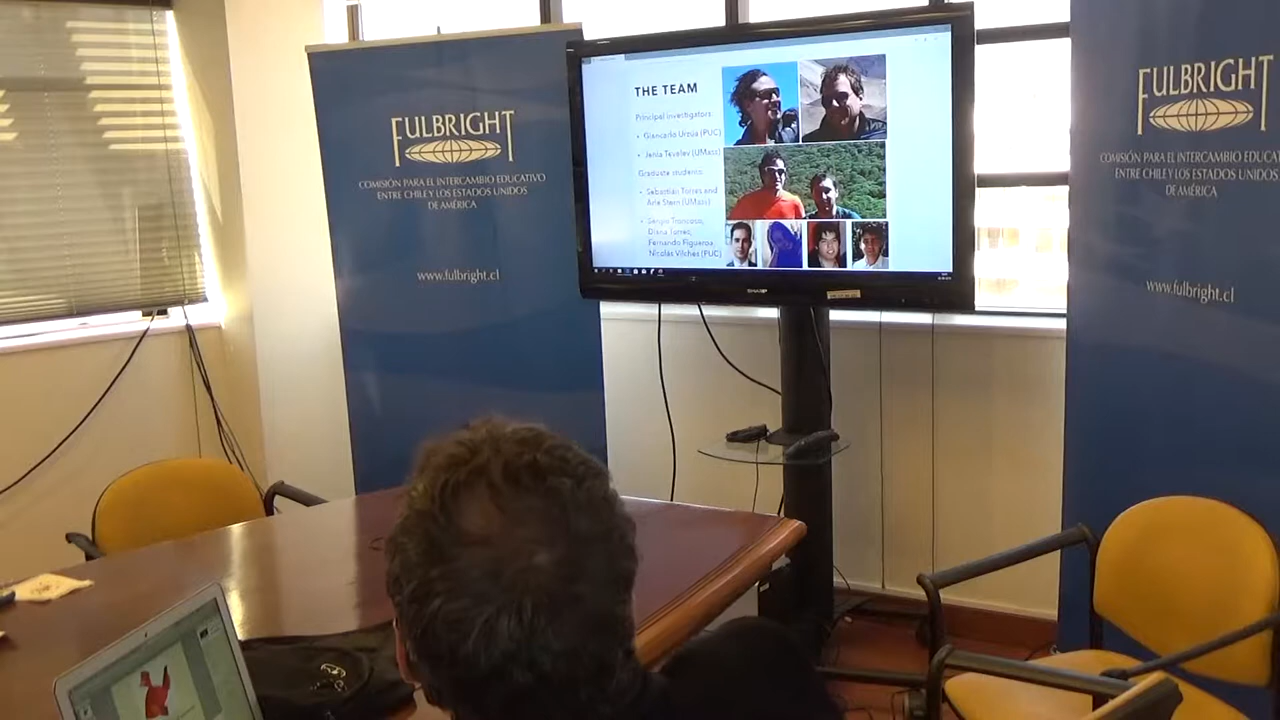 FULBRIGHT
COMISIÓN PARA EL INTERCAMBIO EDUCATIVO
ENTRE CHILE Y LOS ESTADOS UNIDOS
DE AMÉRICA
www.fulbright.cl
THE TEAM
Principal investigators:
• Giancarlo Urzúa (PUC)
• Jenia Tevelev (UMass)
Graduate students:
• Sebastián Torres and
Arie Stern (UMass)
• Sergio Troncoso,
Diana Torres,
Fernando Figueroa,
Nicolás Vilches (PUC)
SHARP
FULBRIGHT
COMISIÓN PARA EL INTERCAMBIO EDUCAT
ENTRE CHILE Y LOS ESTADOS UNIDOS
DE AMÉRICA
www.fulbright.cl